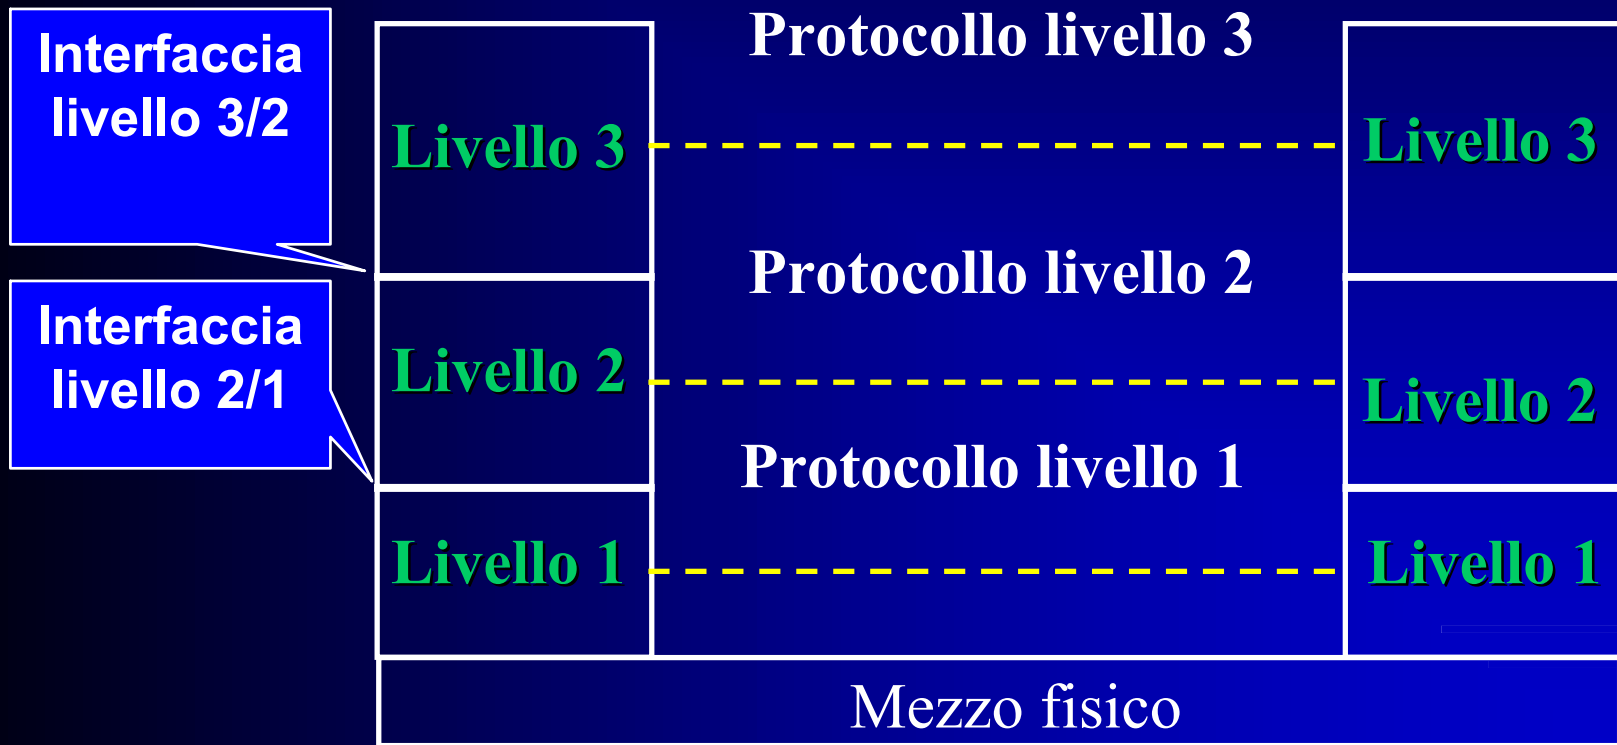 Interfaccia
livello 3/2
Protocollo livello 3
Livello 3
Livello 3
Protocollo livello 2
Interfaccia
livello 2/1
Livello 2
Livello 2
Protocollo livello 1
Livello 1
Livello 1
Mezzo fisico